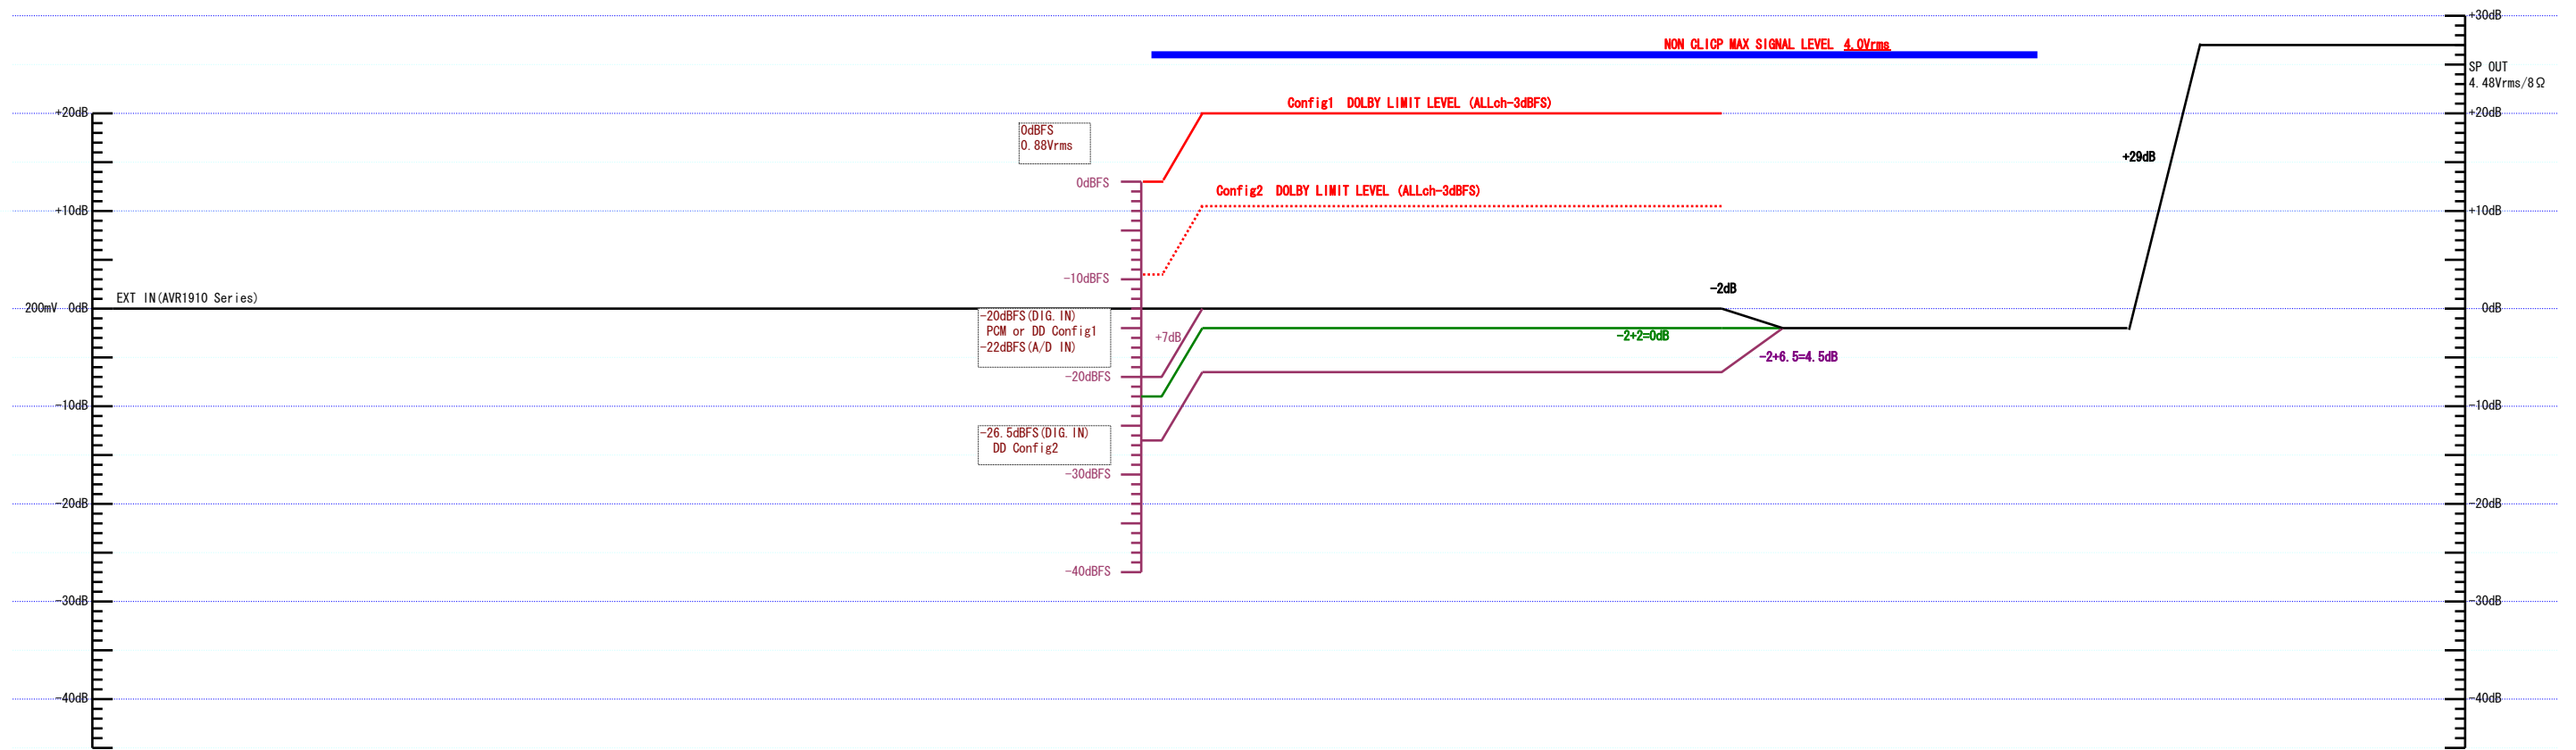 +30dB
NON CLICP MAX SIGNAL LEVEL 4.0Vrms
SP OUT
4.48Vrms/8Ω
+20dB
Config1 DOLBY LIMIT LEVEL (ALLch-3dBFS)
+20dB
0dBFS
0.88Vrms
+29dB
0dBFS
Config2 DOLBY LIMIT LEVEL (ALLch-3dBFS)
+10dB
+10dB
-10dBFS
-2dB
EXT IN(AVR1910 Series)
200mV 0dB
0dB
-20dBFS(DIG.IN)
PCM or DD Config1
-22dBFS(A/D IN)
+7dB
-2+2=0dB
-2+6.5=4.5dB
-20dBFS
-10dB
-10dB
-26.5dBFS(DIG.IN)
DD Config2
-30dBFS
-20dB
-20dB
-40dBFS
-30dB
-30dB
-40dB
-40dB